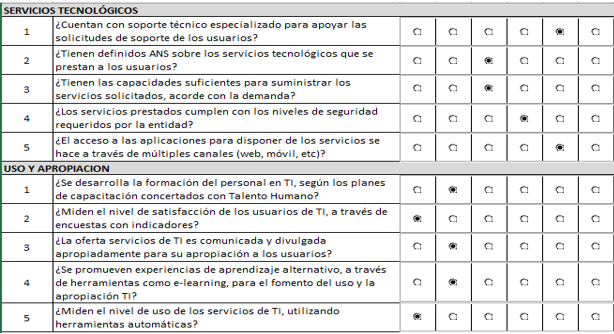 SERVICIOS TECNOLÓGICOS
1 ¿Cuentan con soporte técnico especializado para apoyar las
solicitudes de soporte de los usuarios?
2 ¿Tienen definidos ANS sobre los servicios tecnológicos que se
prestan a los usuarios?
3 ¿Tienen las capacidades suficientes para suministrar los
servicios solicitados, acorde con la demanda?
4 ¿Los servicios prestados cumplen con los niveles de seguridad
requeridos por la entidad?
5 ¿El acceso a las aplicaciones para disponer de los servicios se
hace a través de múltiples canales (web, móvil, etc)?
USO Y APROPIACION
1 ¿Se desarrolla la formación del personal en TI, según los planes
de capacitación concertados con Talento Humano?
2 ¿Miden el nivel de satisfacción de los usuarios de TI, a través de
encuestas con indicadores?
3 ¿La oferta servicios de TI es comunicada y divulgada
apropiadamente para su apropiación a los usuarios?
4 ¿Se promueven experiencias de aprendizaje alternativo, a través
de herramientas como e-learning, para el fomento del uso y la
apropiación TI?
5 ¿Miden el nivel de uso de los servicios de TI, utilizando
herramientas automáticas?